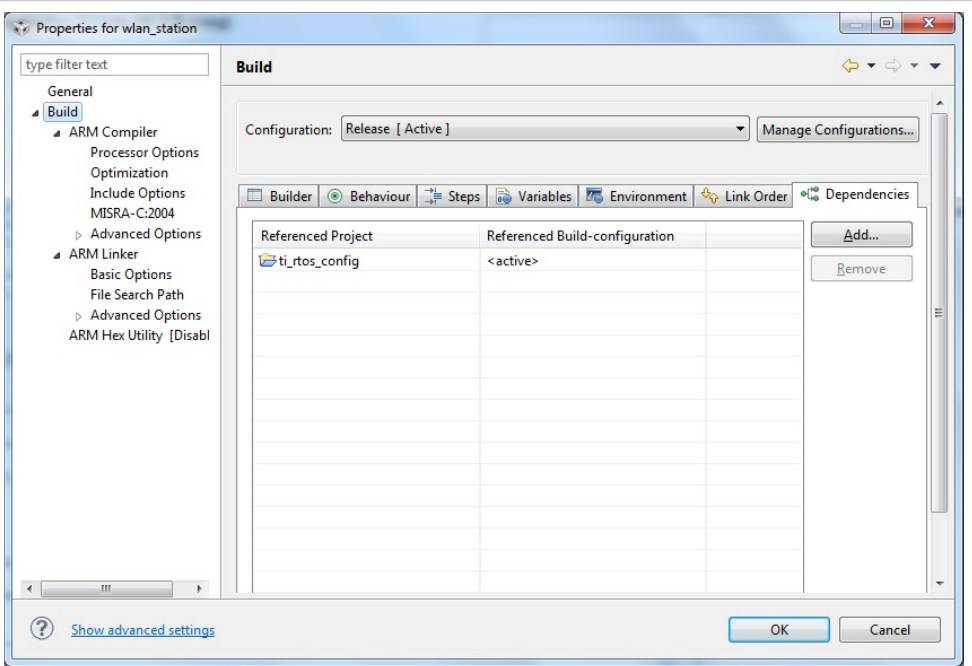 Properties for wlan_station
type filter text
General
Build
ARM Compiler
Processor Options
Optimization
Include Options
MISRA-C:2004
Advanced Options
ARM Linker
Basic Options
File Search Path
Advanced Options
ARM Hex Utility [Disabl
Build
Configuration: Release [ Active ] Manage Configurations...
Builder Behaviour Steps Variables Environment Link Order Dependencies
Referenced Project Referenced Build-configuration Add...
ti_rtos_config <active> Remove
Show advanced settings OK Cancel